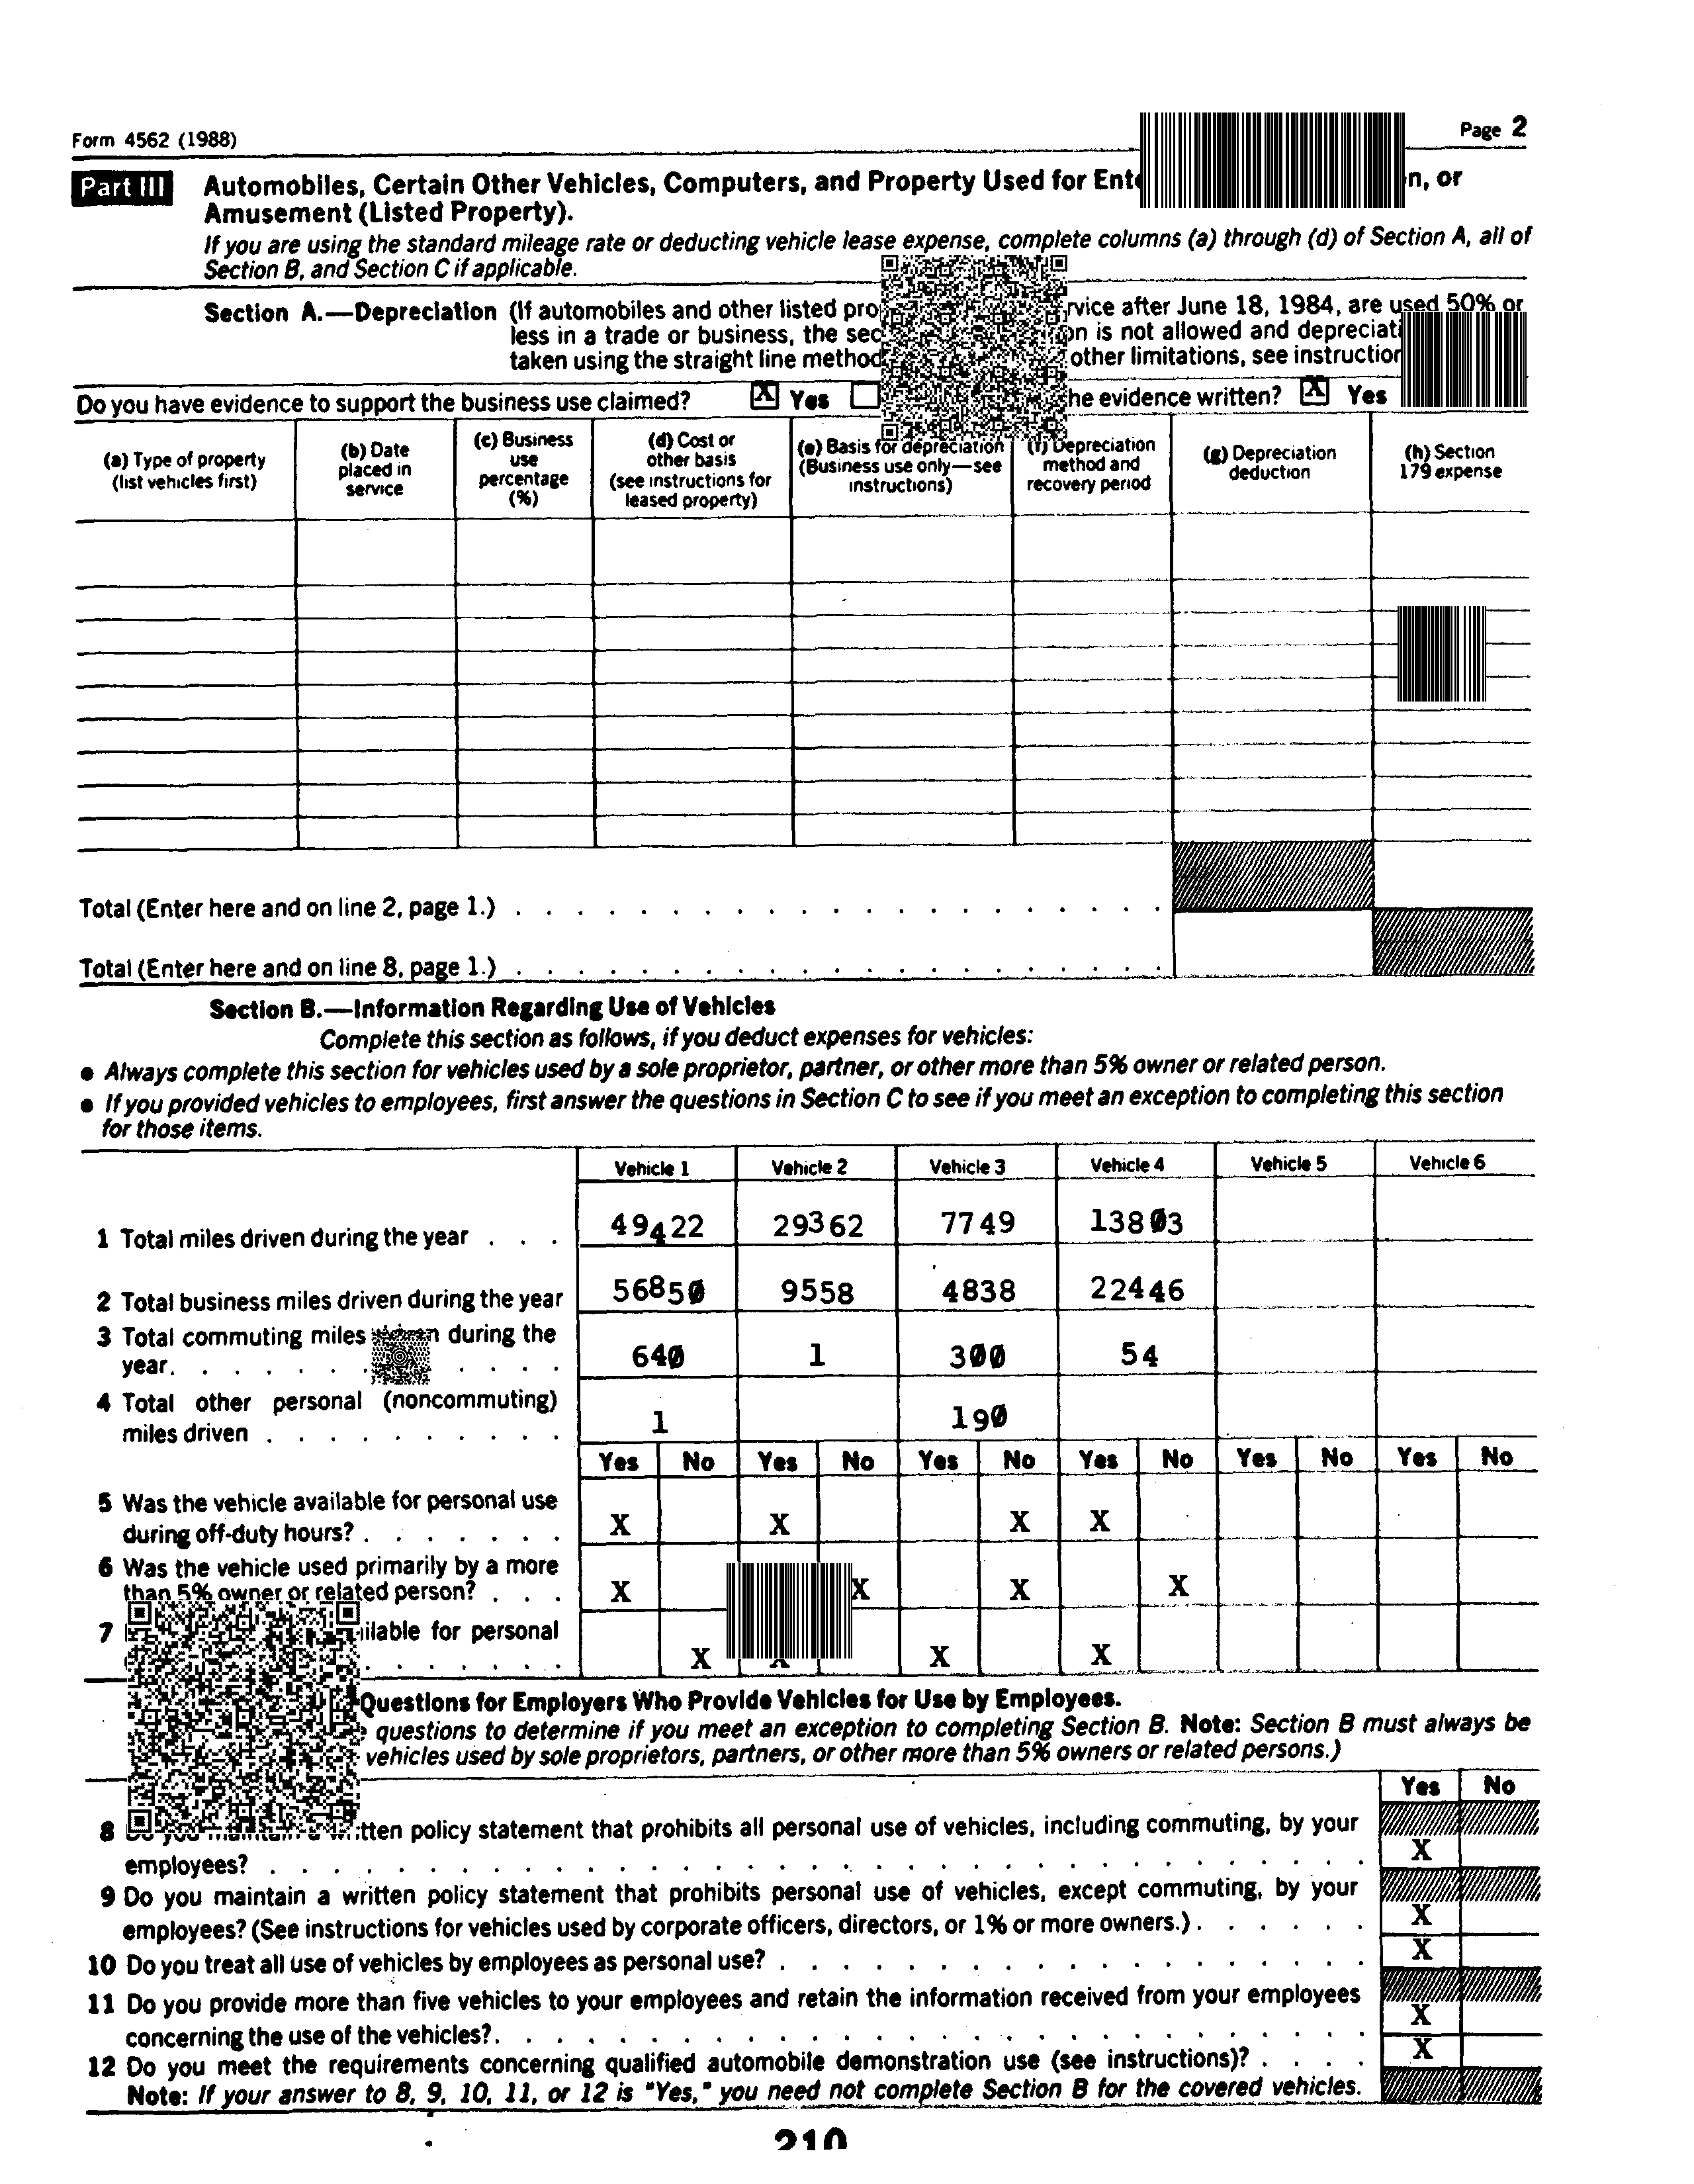 Form 4562 (1988)
Page 2
Part III Automobiles, Certain Other Vehicles, Computers, and Property Used for n, or
Amusement (Listed Property).
If you are using the standard mileage rate or deducting vehicle lease expense, complete columns (a) through (d) of Section A, all of
Section B, and Section C if applicable.
Section A.—Depreciation (If automobiles and other listed pro rvice after June 18, 1984, are used 50% or
less in a trade or business, the sec on is not allowed and depreciati
taken using the straight line method other limitations, see instruction
Do you have evidence to support the business use claimed? X Yes he evidence written? X Yes
(a) Type of property
(list vehicles first)
(b) Date
placed in
service
(c) Business
use
percentage
(%)
(d) Cost or
other basis
(see instructions for
leased property)
(e) Basis for depreciation
(Business use only—see
instructions)
(f) Depreciation
method and
recovery period
(g) Depreciation
deduction
(h) Section
179 expense
Total (Enter here and on line 2, page 1.) . . . . . . . . . . . . . . . . . . . . .
Total (Enter here and on line 8, page 1.) . . . . . . . . . . . . . . . . . . . . .
Section B.—Information Regarding Use of Vehicles
Complete this section as follows, if you deduct expenses for vehicles:
● Always complete this section for vehicles used by a sole proprietor, partner, or other more than 5% owner or related person.
● If you provided vehicles to employees, first answer the questions in Section C to see if you meet an exception to completing this section
for those items.
Vehicle 1 Vehicle 2 Vehicle 3 Vehicle 4 Vehicle 5 Vehicle 6
1 Total miles driven during the year . . . 49422 29362 7749 13803
2 Total business miles driven during the year 56850 9558 4838 22446
3 Total commuting miles during the
year. . . . . . . . . . . 640 1 300 54
4 Total other personal (noncommuting)
miles driven . . . . . . . . . . 1 190
Yes No Yes No Yes No Yes No Yes No Yes No
5 Was the vehicle available for personal use
during off-duty hours? . . . . . . . X X X X
6 Was the vehicle used primarily by a more
than 5% owner or related person? . . . X X X X
7 ilable for personal
. . . . . . . X X X X
Questions for Employers Who Provide Vehicles for Use by Employees.
questions to determine if you meet an exception to completing Section B. Note: Section B must always be
vehicles used by sole proprietors, partners, or other more than 5% owners or related persons.)
Yes No
8 Do you maintain a written policy statement that prohibits all personal use of vehicles, including commuting, by your
employees? . . . . . . . . . . . . . . . . . . . . . . . . . . . . . . . . . . . X
9 Do you maintain a written policy statement that prohibits personal use of vehicles, except commuting, by your
employees? (See instructions for vehicles used by corporate officers, directors, or 1% or more owners.) . . . . . . X
10 Do you treat all use of vehicles by employees as personal use? . . . . . . . . . . . . . . . . . . . X
11 Do you provide more than five vehicles to your employees and retain the information received from your employees
concerning the use of the vehicles?. . . . . . . . . . . . . . . . . . . . . . . . . . . . X
12 Do you meet the requirements concerning qualified automobile demonstration use (see instructions)? . . . . X
Note: If your answer to 8, 9, 10, 11, or 12 is "Yes," you need not complete Section B for the covered vehicles.
210